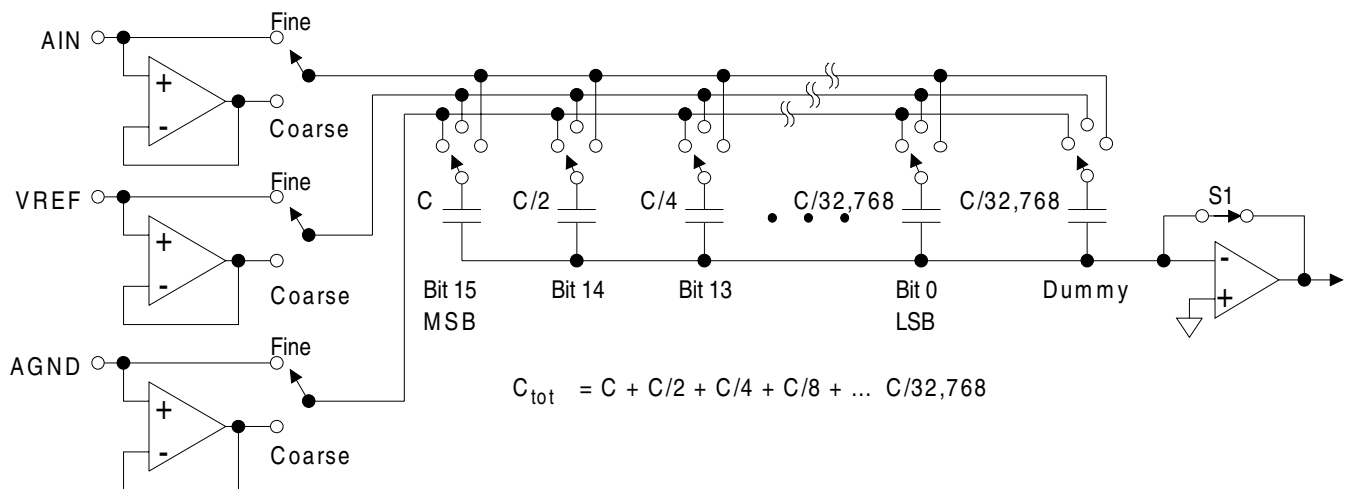 AIN
Fine
+
-
Coarse
VREF
Fine
+
-
Coarse
AGND
Fine
+
-
Coarse
C
C/2
C/4
• • •
C/32,768
C/32,768
S1
-
+
Bit 15
MSB
Bit 14
Bit 13
Bit 0
LSB
Dummy
Ctot = C + C/2 + C/4 + C/8 + ... C/32,768